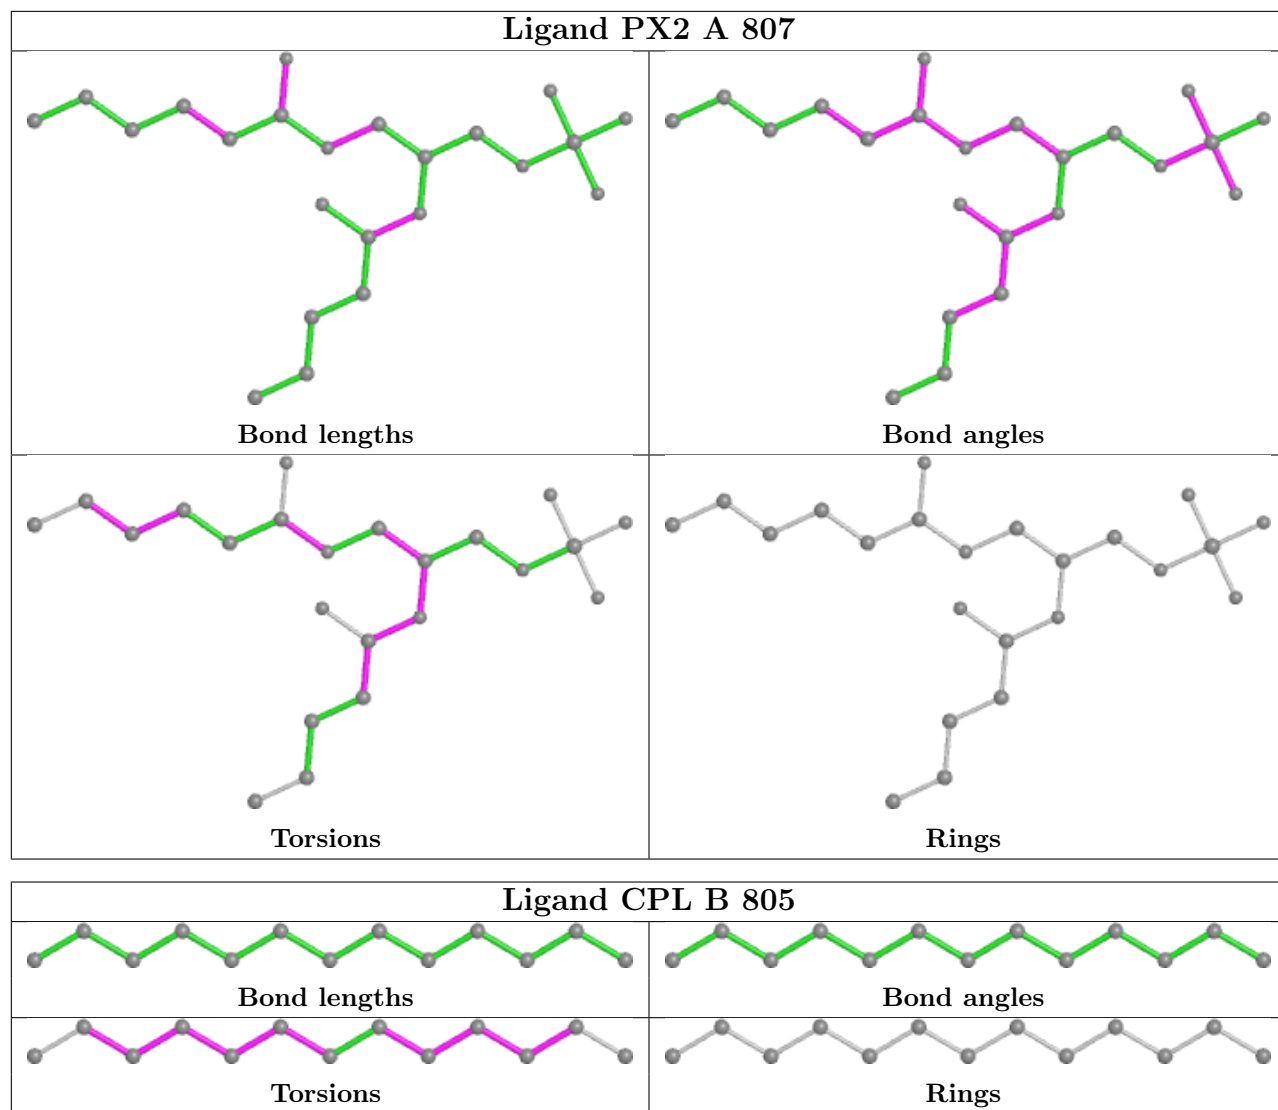 Ligand PX2 A 807
Bond lengths
Bond angles
Torsions
Rings
Ligand CPL B 805
Bond lengths
Bond angles
Torsions
Rings